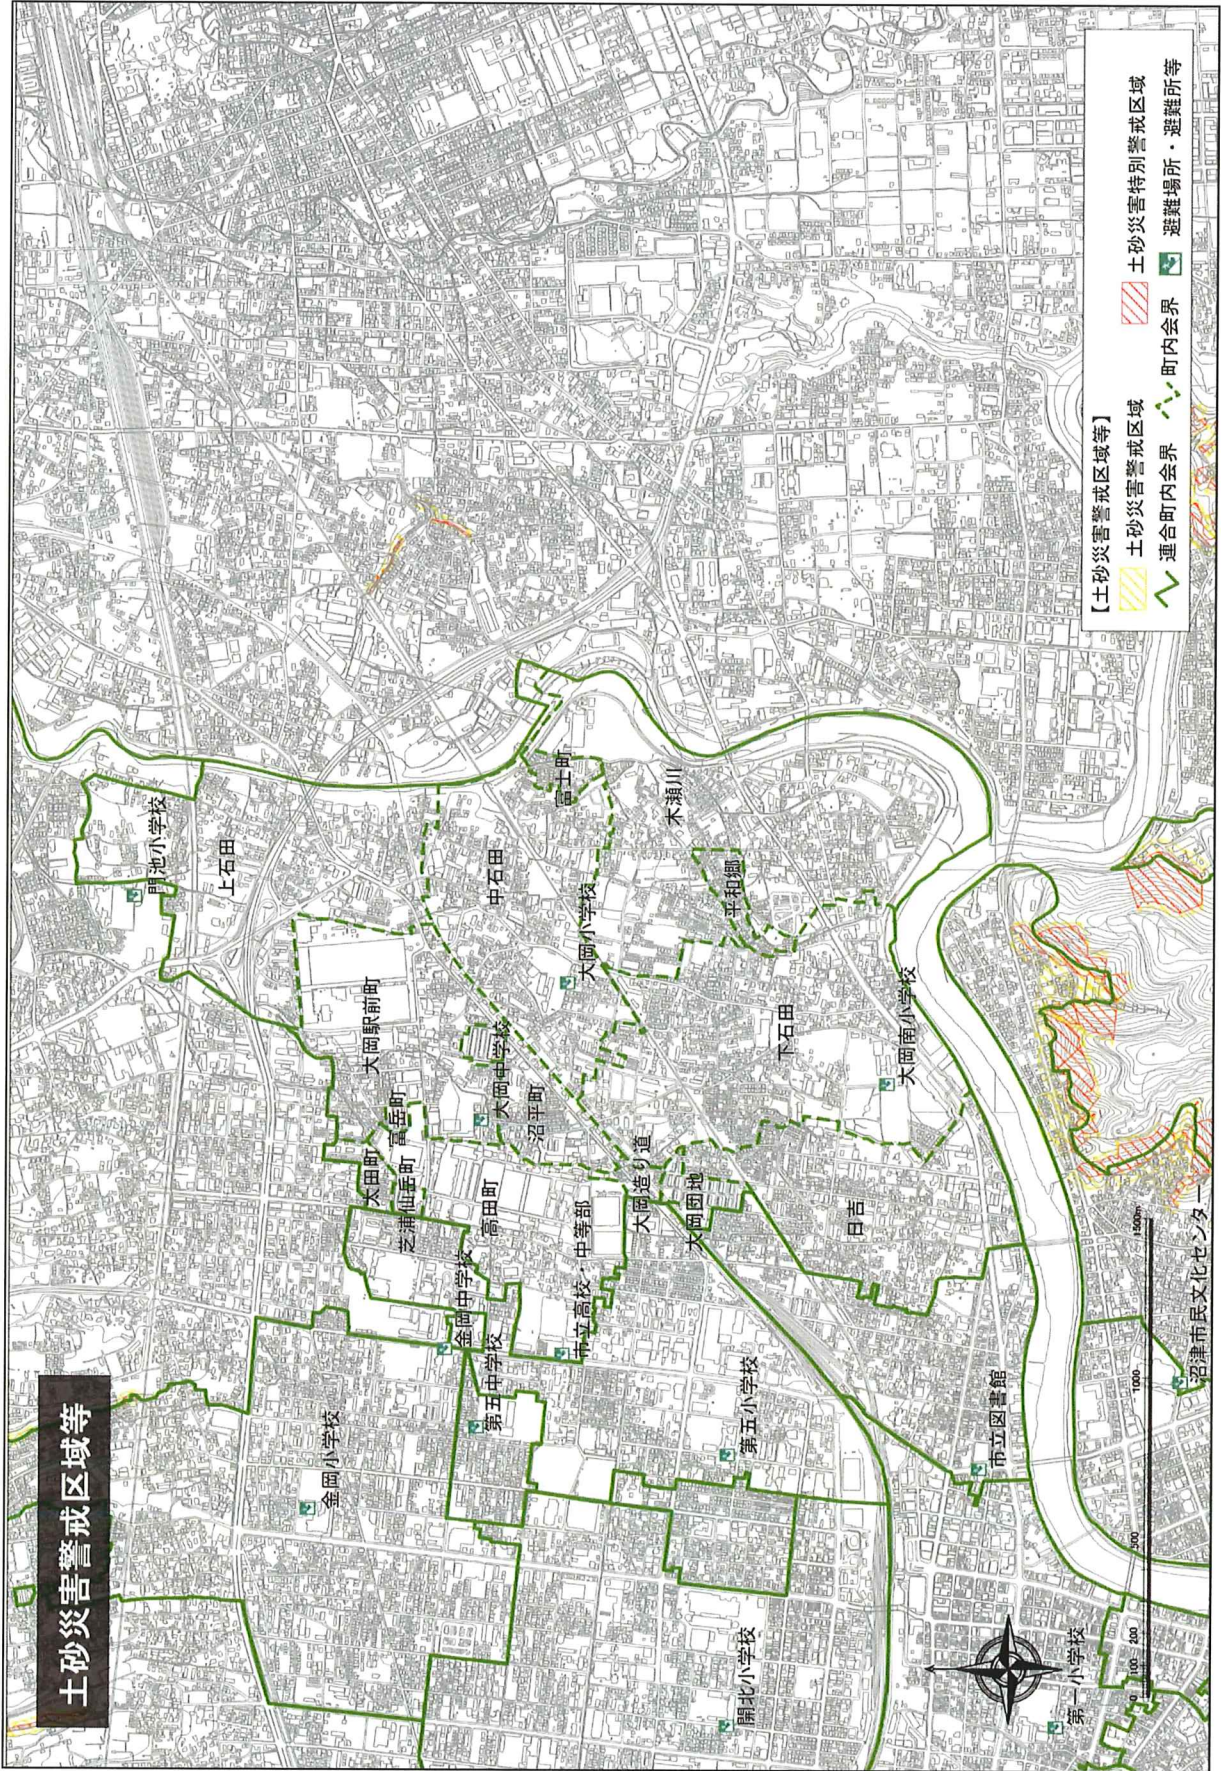 土砂災害警戒区域等
門池小学校
上石田
大岡駅前町
富岳町
太田町
芝浦仙岳町
金岡中学校
高田町
大岡中学校
沼平町
中石田
富士町
大岡小学校
木瀬川
平和郷
下石田
大岡南小学校
大岡造り道
大岡団地
日吉
市立高校・中等部
第五中学校
金岡小学校
第五小学校
市立図書館
開北小学校
第一小学校
沼津市民文化センター
0 100 200 500 1000 1500m
【土砂災害警戒区域等】
土砂災害警戒区域
土砂災害特別警戒区域
連合町内会界
町内会界
避難場所・避難所等